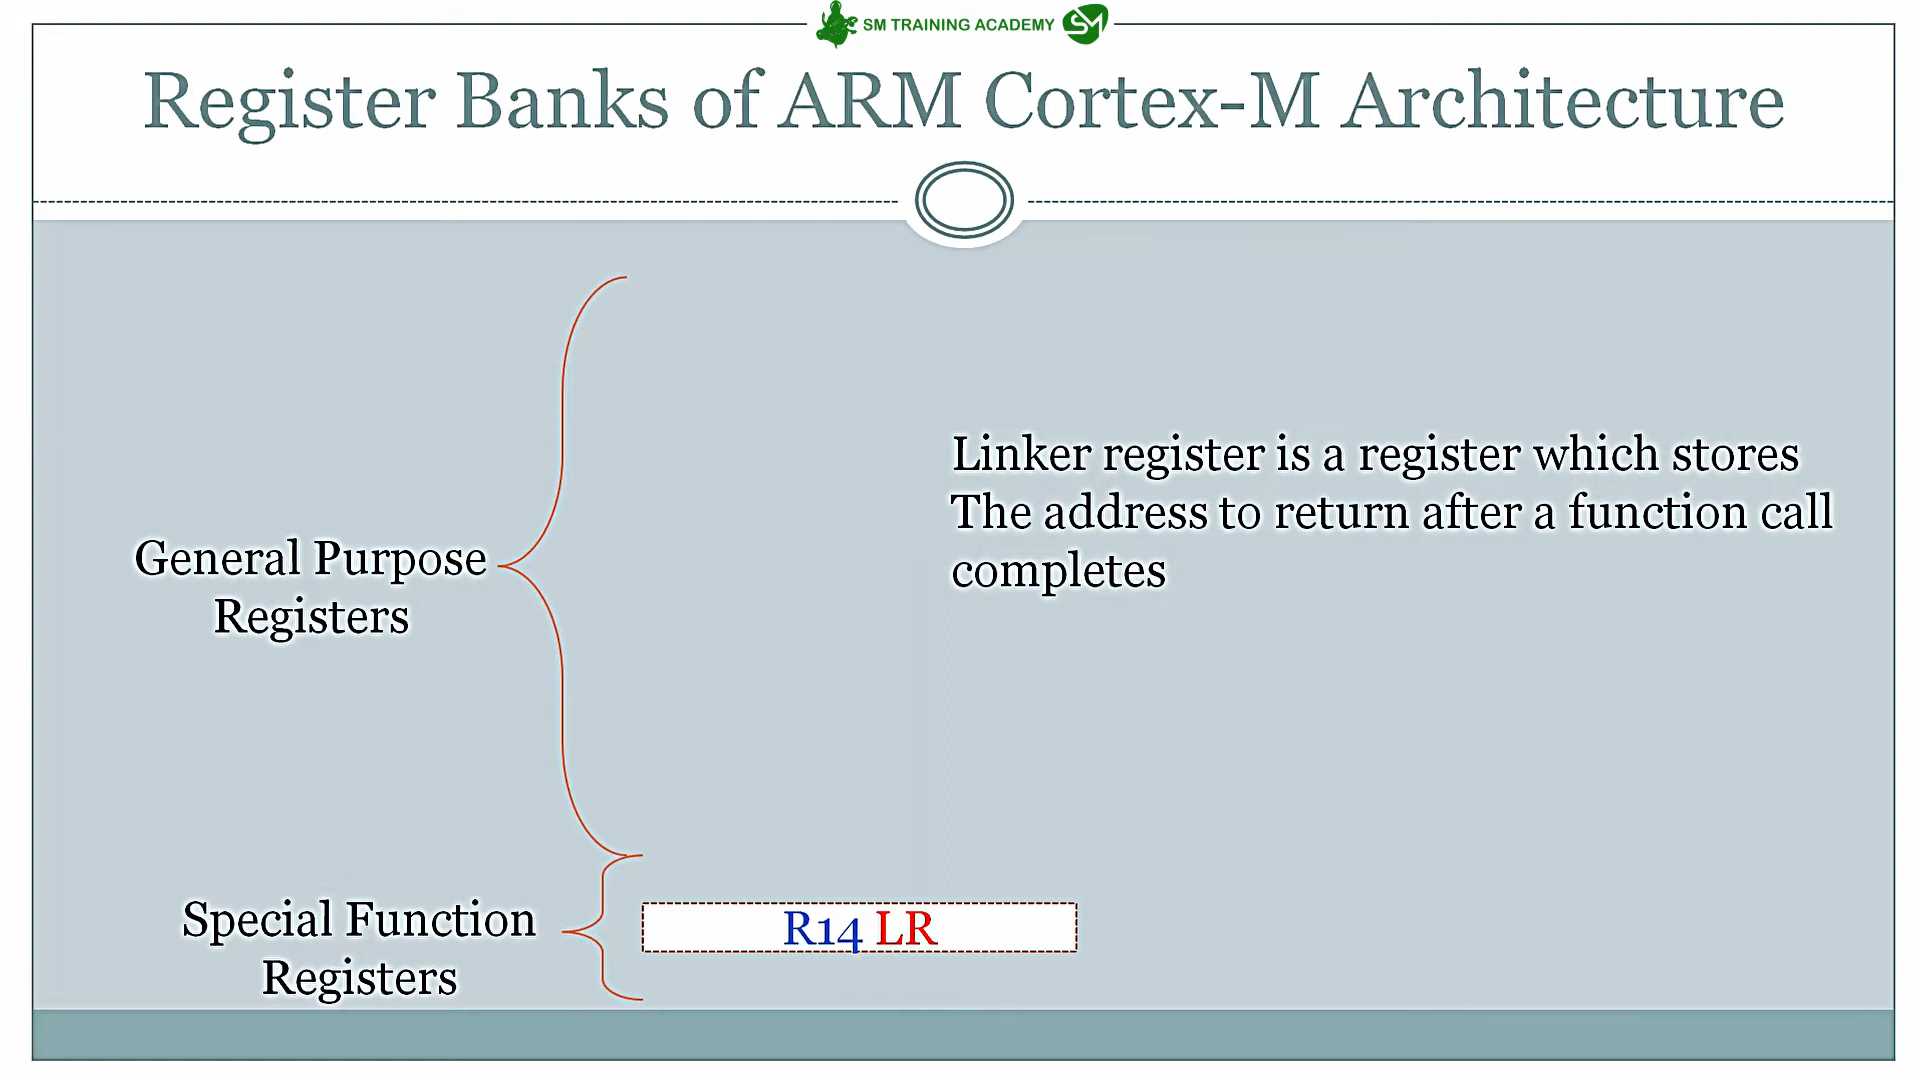 SM TRAINING ACADEMY SM
Register Banks of ARM Cortex-M Architecture
Linker register is a register which stores
The address to return after a function call
completes
General Purpose
Registers
Special Function
Registers
R14 LR